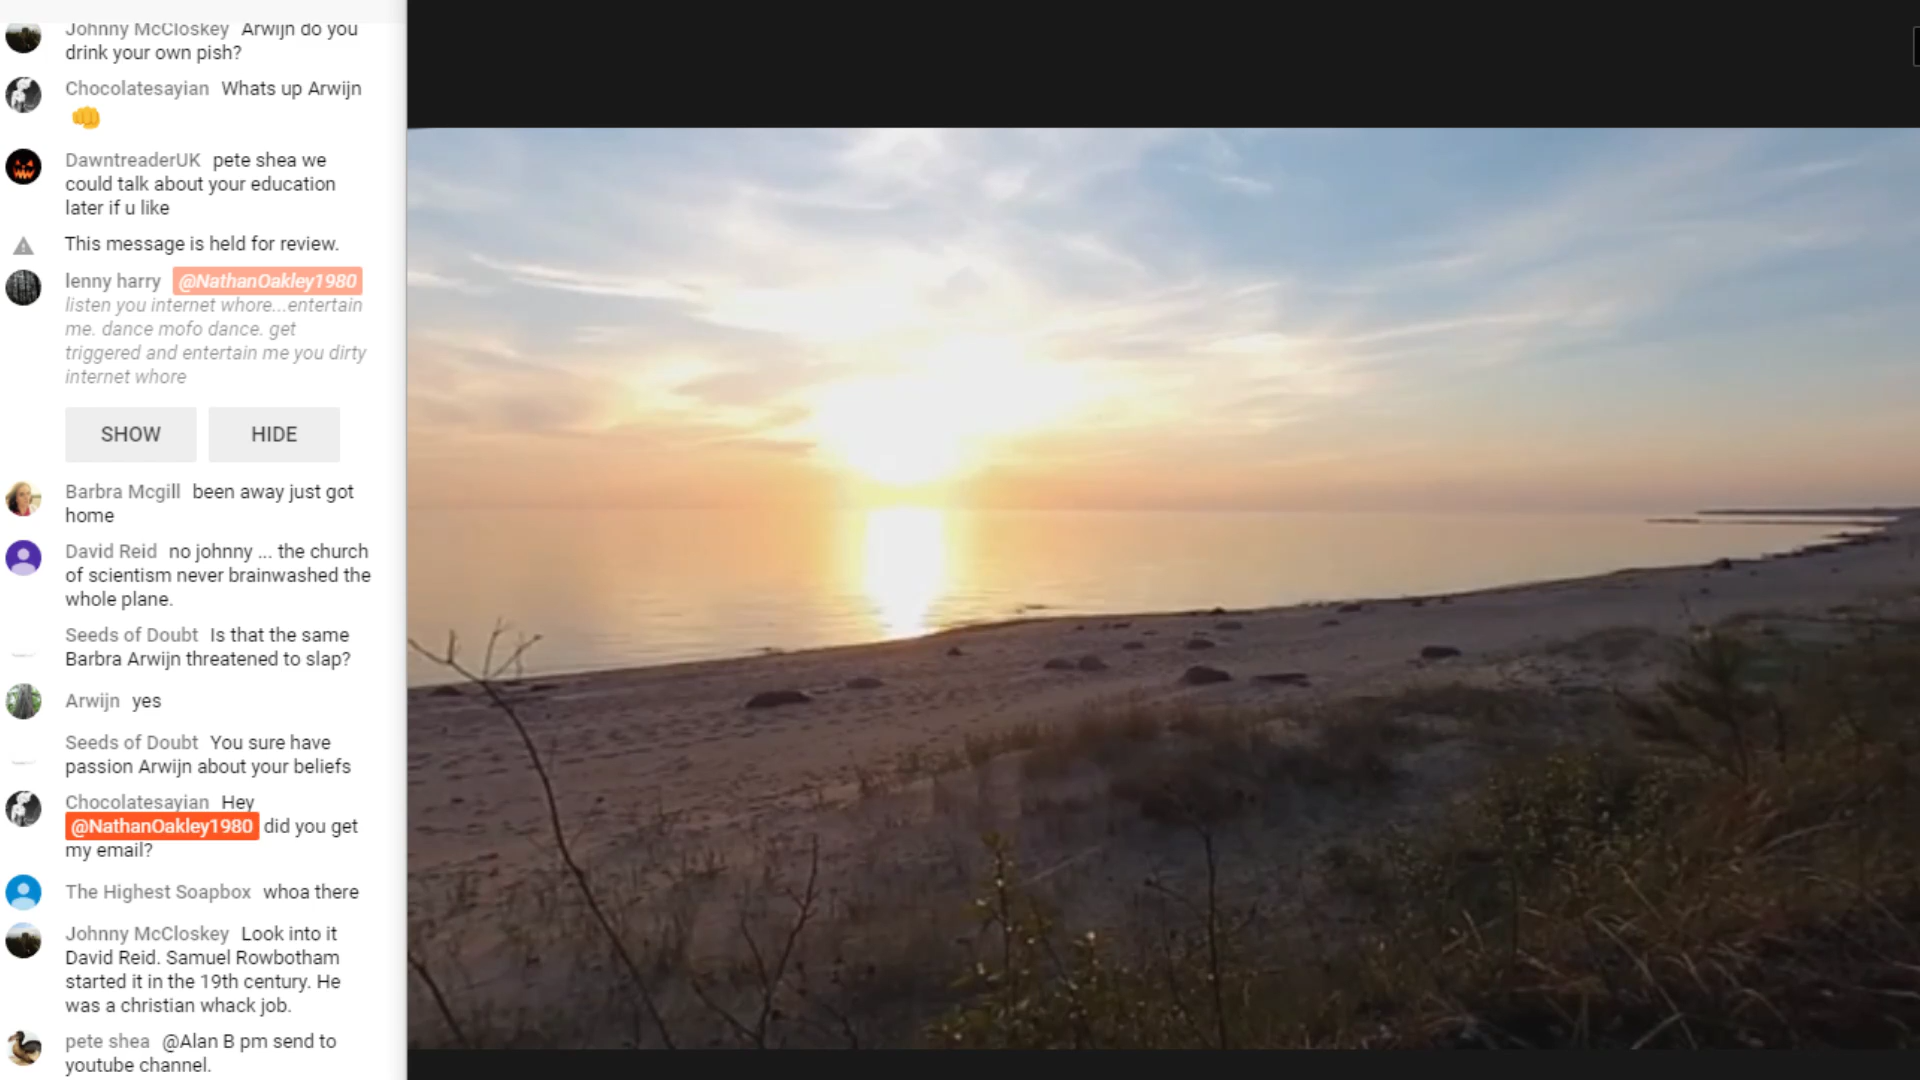 Johnny McCloskey Arwijn do you
drink your own pish?
Chocolatesayian Whats up Arwijn
DawntreaderUK pete shea we
could talk about your education
later if u like
This message is held for review.
lenny harry @NathanOakley1980
listen you internet whore...entertain
me. dance mofo dance. get
triggered and entertain me you dirty
internet whore
SHOW HIDE
Barbra Mcgill been away just got
home
David Reid no johnny ... the church
of scientism never brainwashed the
whole plane.
Seeds of Doubt Is that the same
Barbra Arwijn threatened to slap?
Arwijn yes
Seeds of Doubt You sure have
passion Arwijn about your beliefs
Chocolatesayian Hey
@NathanOakley1980 did you get
my email?
The Highest Soapbox whoa there
Johnny McCloskey Look into it
David Reid. Samuel Rowbotham
started it in the 19th century. He
was a christian whack job.
pete shea @Alan B pm send to
youtube channel.